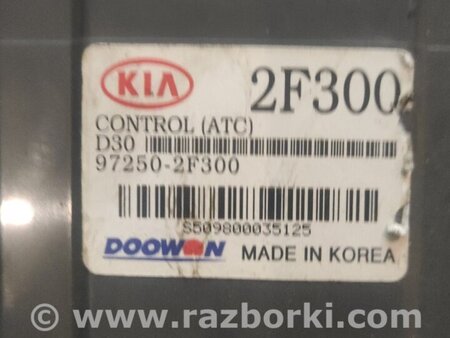 KIA 2F300
CONTROL (ATC)
D30
97250-2F300
S509800035125
DOOWON MADE IN KOREA
© www.razborki.com